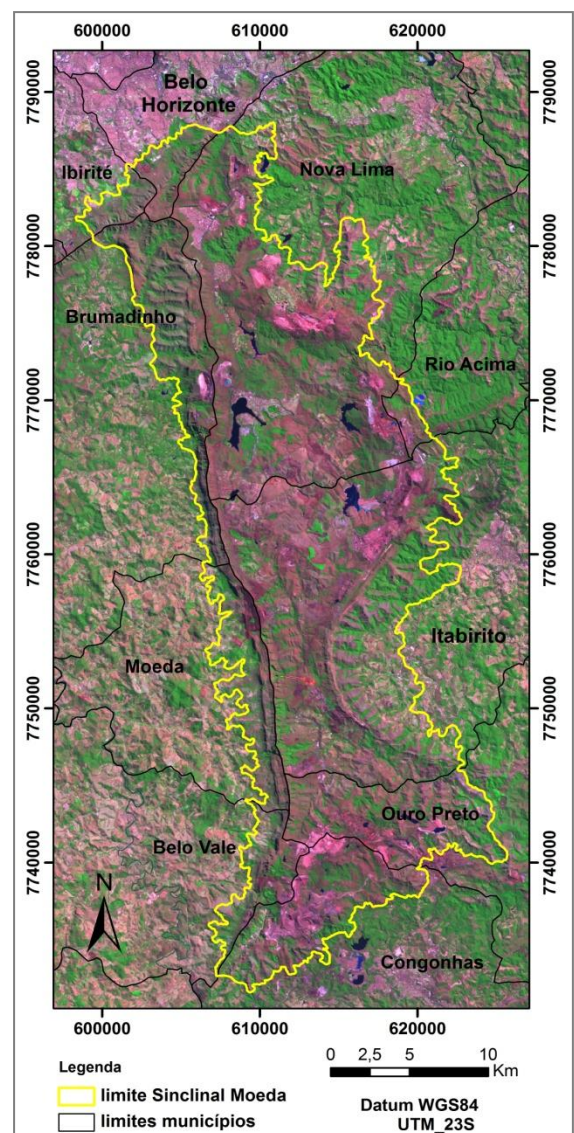 600000 610000 620000
7790000 7790000
Belo
Horizonte
Ibirité
Nova Lima
7780000 7780000
Brumadinho
Rio Acima
7770000 7770000
7760000 7760000
Itabirito
Moeda
7750000 7750000
Ouro Preto
Belo Vale
7740000 7740000
N
Congonhas
600000 610000 620000
Legenda
0 2,5 5 10
Km
limite Sinclinal Moeda
limites municípios
Datum WGS84
UTM_23S